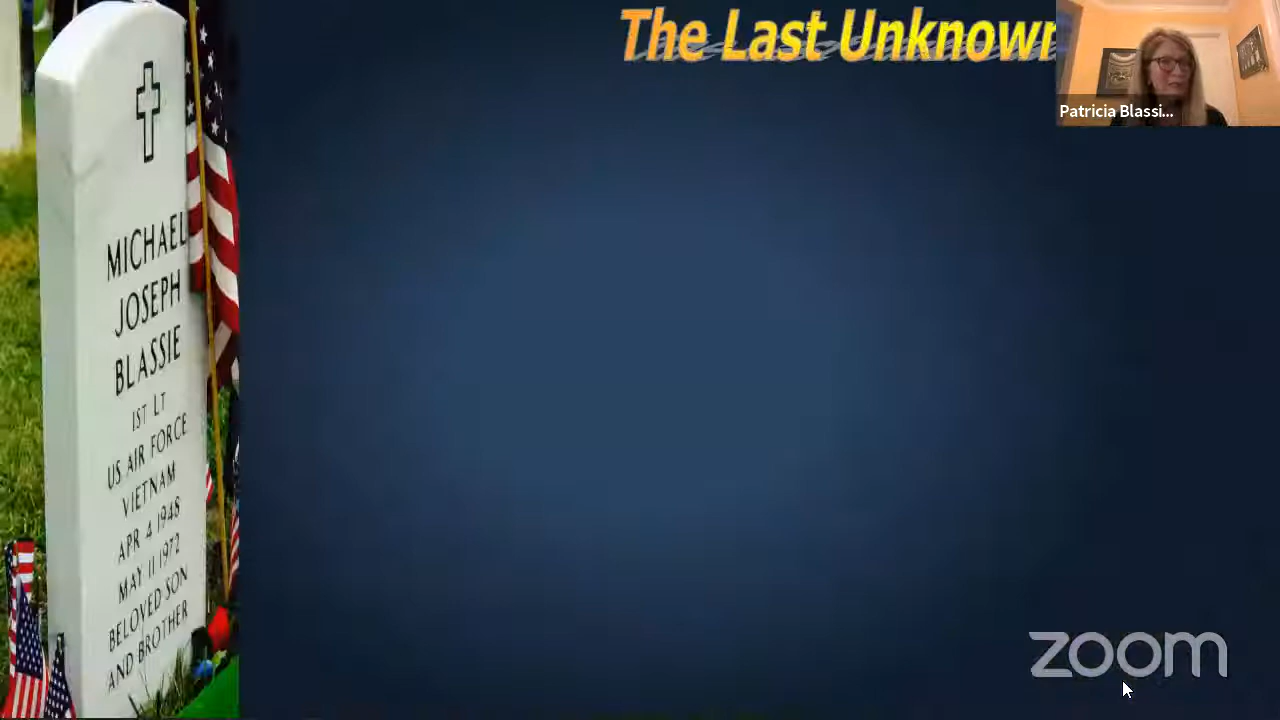 The Last Unknown
Patricia Blassi...
MICHAEL
JOSEPH
BLASSIE
1ST LT
US AIR FORCE
VIETNAM
APR 4 1948
MAY 11 1972
BELOVED SON
AND BROTHER
zoom